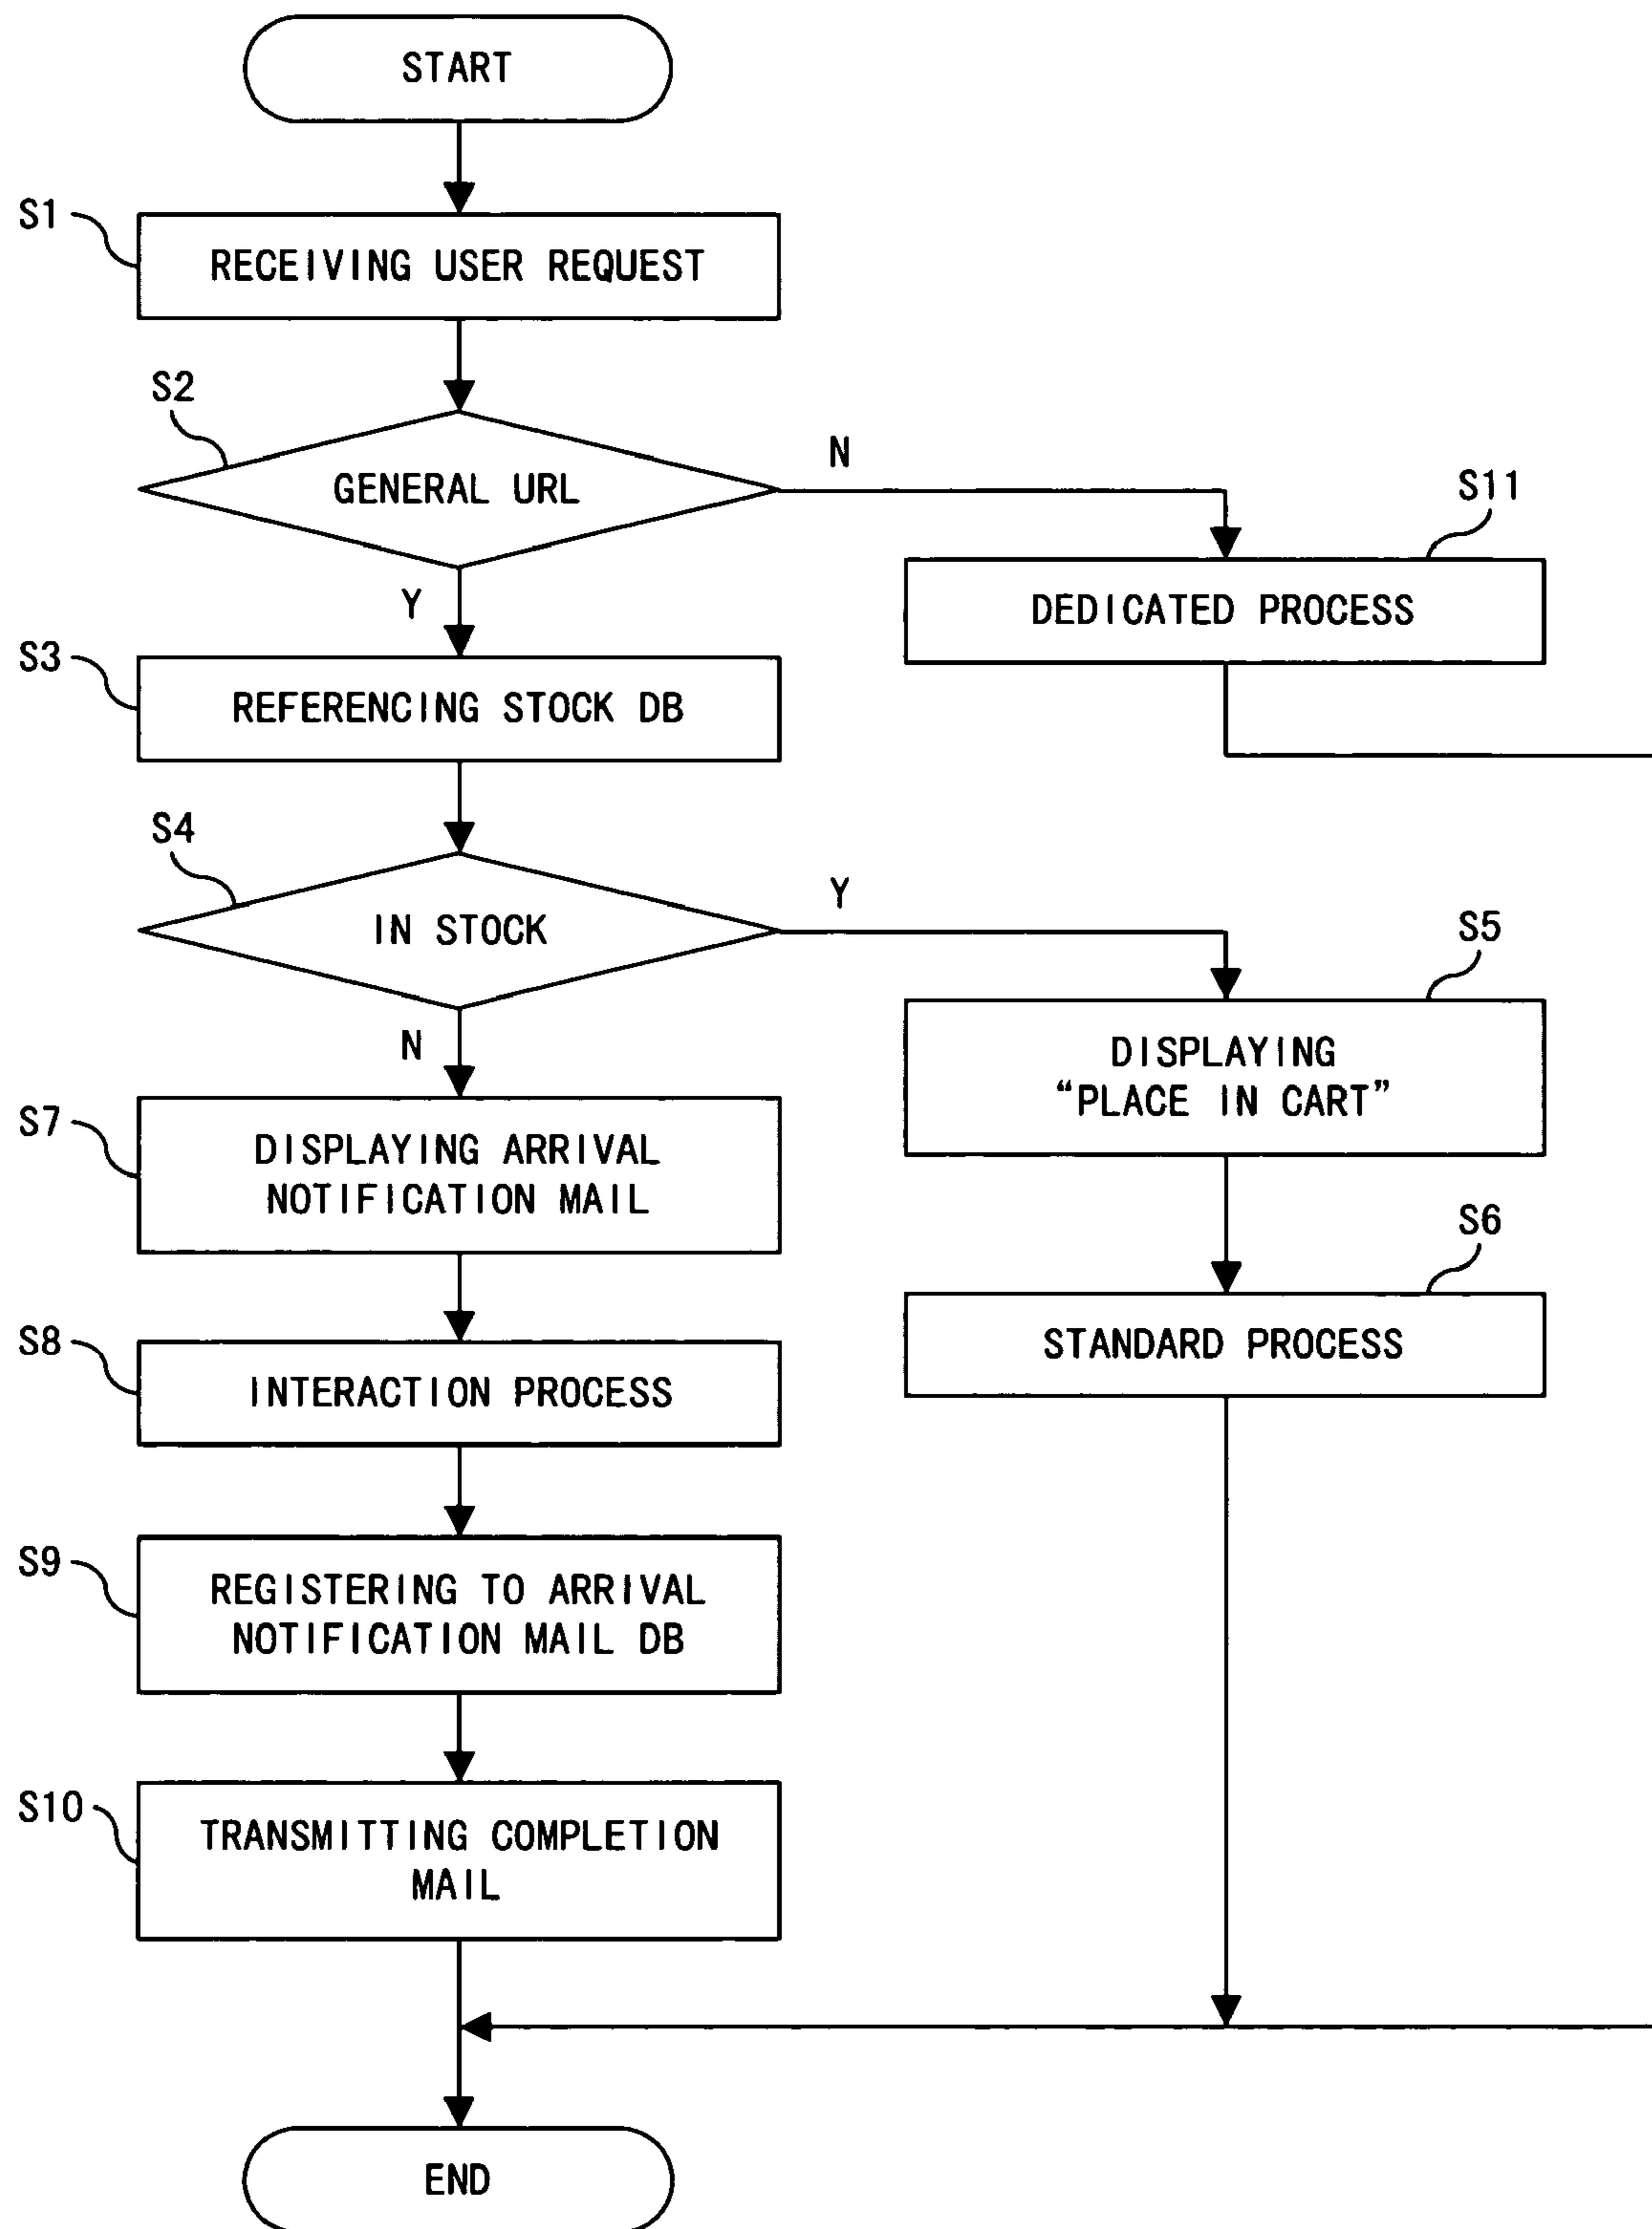 START
S1
RECEIVING USER REQUEST
S2
GENERAL URL
N
S11
DEDICATED PROCESS
Y
S3
REFERENCING STOCK DB
S4
IN STOCK
Y
S5
DISPLAYING
“PLACE IN CART”
N
S7
DISPLAYING ARRIVAL
NOTIFICATION MAIL
S6
STANDARD PROCESS
S8
INTERACTION PROCESS
S9
REGISTERING TO ARRIVAL
NOTIFICATION MAIL DB
S10
TRANSMITTING COMPLETION
MAIL
END